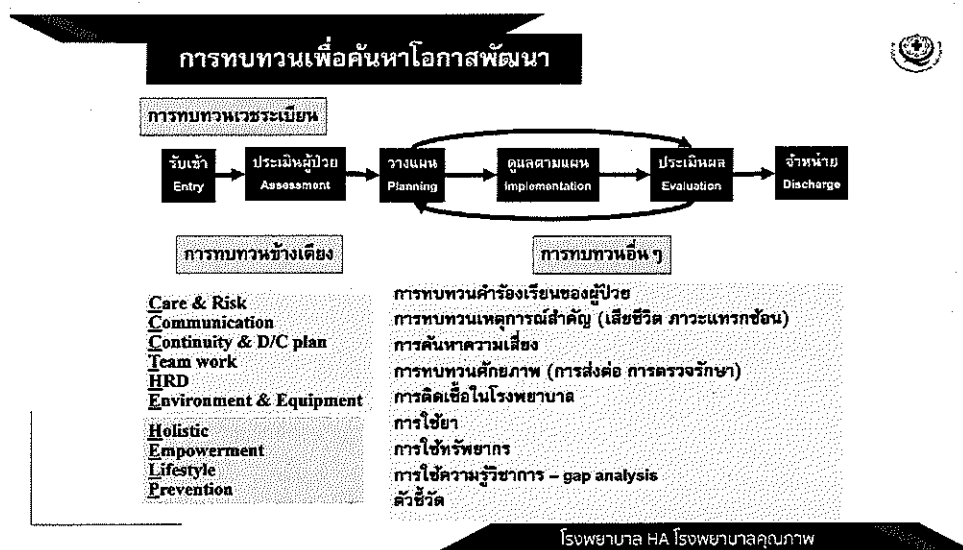 การทบทวนเพื่อค้นหาโอกาสพัฒนา
การทบทวนเวชระเบียน
รับเข้า
Entry
ประเมินผู้ป่วย
Assessment
วางแผน
Planning
ดูแลตามแผน
Implementation
ประเมินผล
Evaluation
จำหน่าย
Discharge
การทบทวนข้างเตียง
Care & Risk
Communication
Continuity & D/C plan
Team work
HRD
Environment & Equipment
Holistic
Empowerment
Lifestyle
Prevention
การทบทวนอื่น ๆ
การทบทวนคำร้องเรียนของผู้ป่วย
การทบทวนเหตุการณ์สำคัญ (เสียชีวิต ภาวะแทรกซ้อน)
การค้นหาความเสี่ยง
การทบทวนศักยภาพ (การส่งต่อ การตรวจรักษา)
การติดเชื้อในโรงพยาบาล
การใช้ยา
การใช้ทรัพยากร
การใช้ความรู้วิชาการ – gap analysis
ตัวชี้วัด
โรงพยาบาล HA โรงพยาบาลคุณภาพ